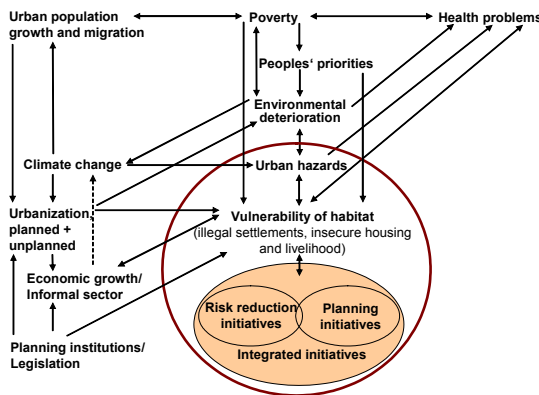 Urban population
growth and migration
Poverty
Health problems
Peoples‘ priorities
Environmental
deterioration
Climate change
Urban hazards
Urbanization,
planned +
unplanned
Vulnerability of habitat
(illegal settlements, insecure housing
and livelihood)
Economic growth/
Informal sector
Risk reduction
initiatives
Planning
initiatives
Integrated initiatives
Planning institutions/
Legislation